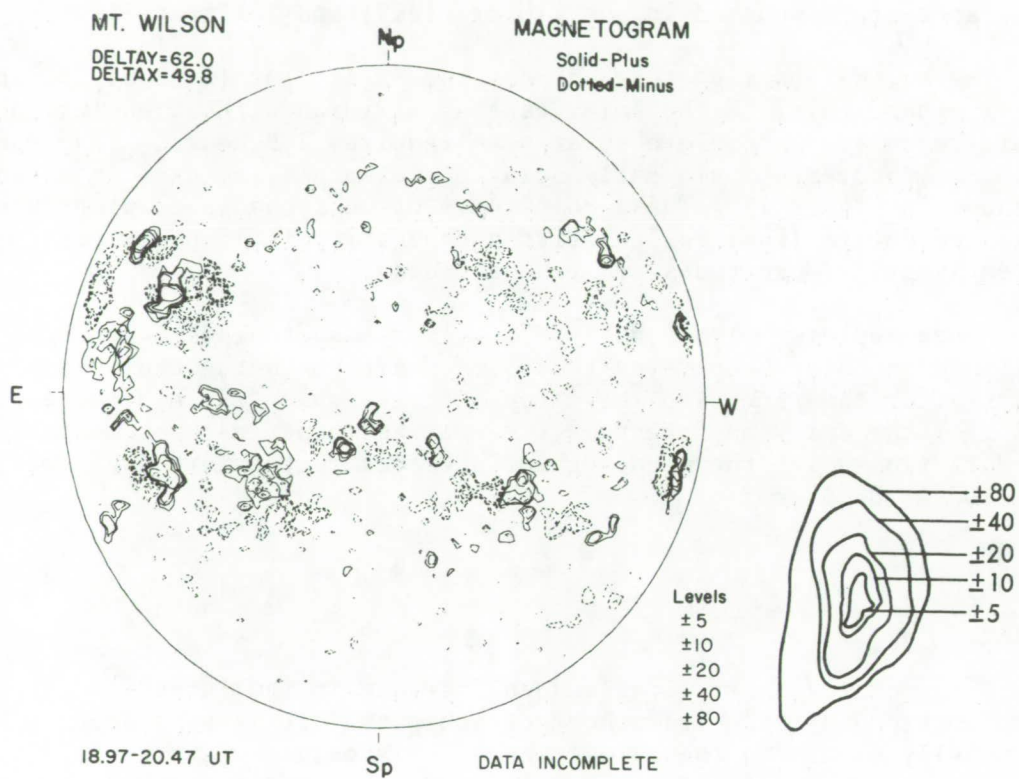 MT. WILSON
DELTAY=62.0
DELTAX=49.8
Np
MAGNETOGRAM
Solid-Plus
Dotted-Minus
E
W
±80
±40
±20
±10
±5
Levels
±5
±10
±20
±40
±80
18.97-20.47 UT
Sp
DATA INCOMPLETE